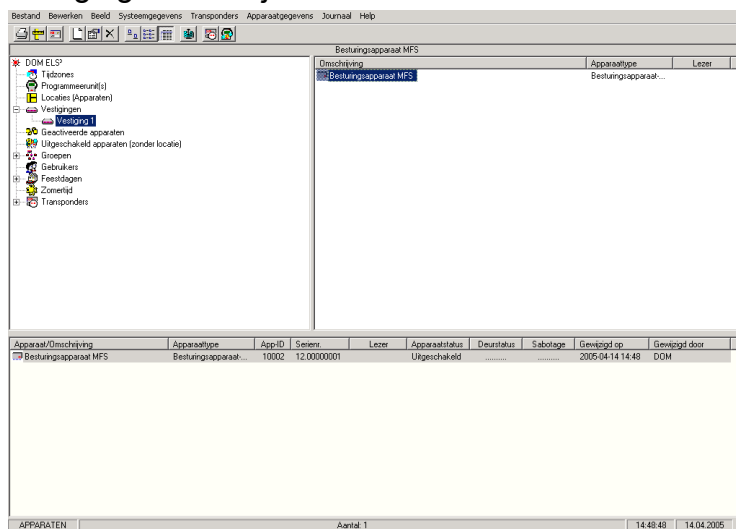 Bestand Bewerken Beeld Systeemgegevens Transponders Apparaatgegevens Journaal Help
Besturingsapparaat MFS
DOM ELS³
Tijdzones
Programmeerunit(s)
Locaties (Apparaten)
Vestigingen
Vestiging 1
Geactiveerde apparaten
Uitgeschakeld apparaten (zonder locatie)
Groepen
Gebruikers
Feestdagen
Zomertijd
Transponders
Omschrijving Apparaattype Lezer
Besturingsapparaat MFS Besturingsapparaat-...
Apparaat/Omschrijving Apparaattype App-ID Serienr. Lezer Apparaatstatus Deurstatus Sabotage Gewijzigd op Gewijzigd door
Besturingsapparaat MFS Besturingsapparaat-... 10002 12.00000001 Uitgeschakeld .......... .......... 2005-04-14 14:48 DOM
APPARATEN Aantal: 1 14:48:48 14.04.2005